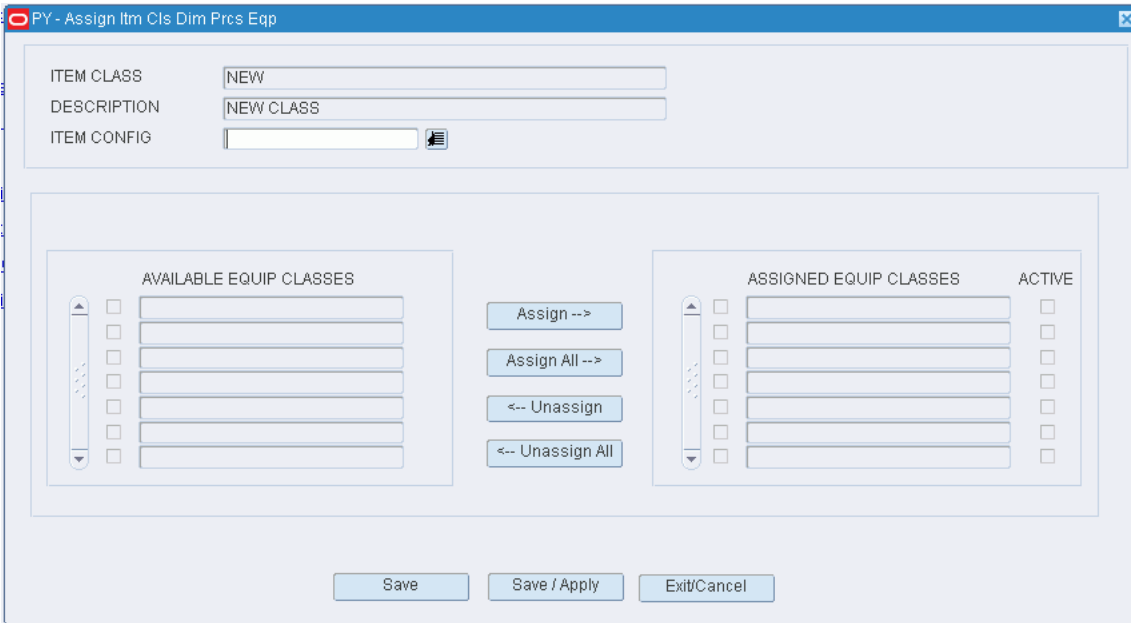 PY - Assign Itm Cls Dim Prcs Eqp
ITEM CLASS NEW
DESCRIPTION NEW CLASS
ITEM CONFIG
AVAILABLE EQUIP CLASSES
ASSIGNED EQUIP CLASSES ACTIVE
Assign -->
Assign All -->
<-- Unassign
<-- Unassign All
Save Save / Apply Exit/Cancel